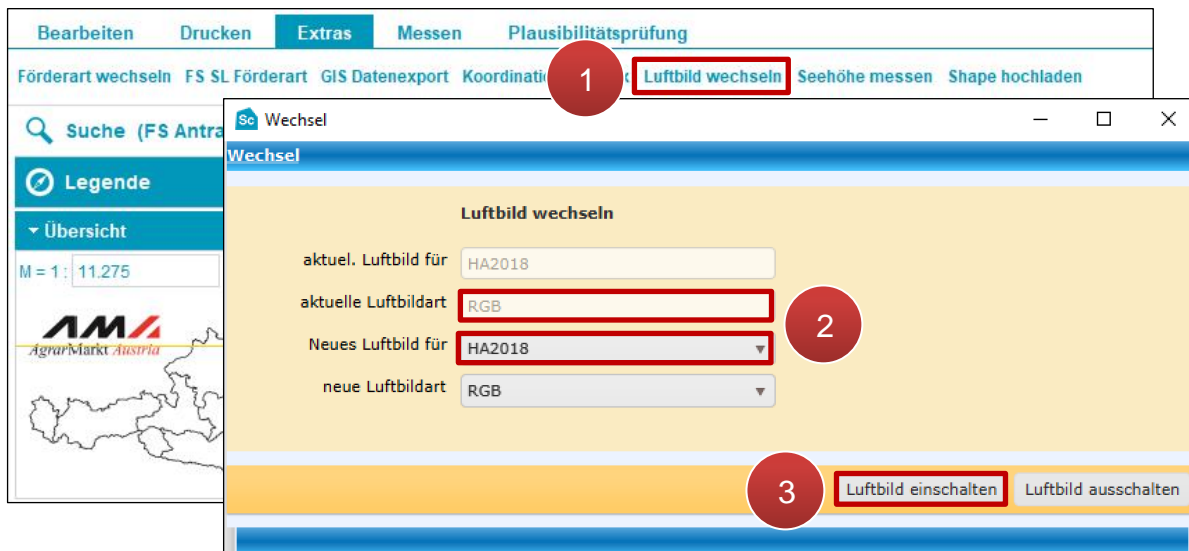 Bearbeiten Drucken Extras Messen Plausibilitätsprüfung
Förderart wechseln FS SL Förderart GIS Datenexport 1 Luftbild wechseln Seehöhe messen Shape hochladen
Suche (FS Antra
Sc Wechsel
Wechsel
Legende
Luftbild wechseln
Übersicht
aktuel. Luftbild für HA2018
M = 1 : 11.275
aktuelle Luftbildart RGB
2
AMA
AgrarMarkt Austria
Neues Luftbild für HA2018
neue Luftbildart RGB
3 Luftbild einschalten Luftbild ausschalten